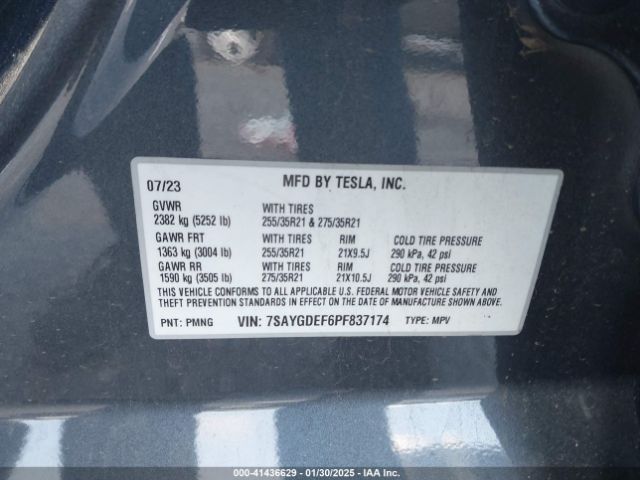 07/23 MFD BY TESLA, INC.
GVWR WITH TIRES
2382 kg (5252 lb) 255/35R21 & 275/35R21
GAWR FRT WITH TIRES RIM COLD TIRE PRESSURE
1363 kg (3004 lb) 255/35R21 21X9.5J 290 kPa, 42 psi
GAWR RR WITH TIRES RIM COLD TIRE PRESSURE
1590 kg (3505 lb) 275/35R21 21X10.5J 290 kPa, 42 psi
THIS VEHICLE CONFORMS TO ALL APPLICABLE U.S. FEDERAL MOTOR VEHICLE SAFETY AND
THEFT PREVENTION STANDARDS IN EFFECT ON THE DATE OF MANUFACTURE SHOWN ABOVE.
PNT: PMNG VIN: 7SAYGDEF6PF837174 TYPE: MPV
000-41436629 - 01/30/2025 - IAA Inc.